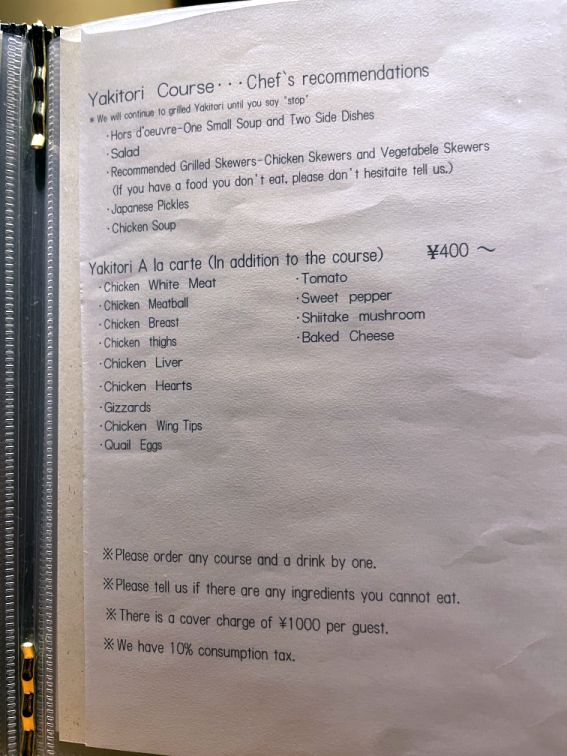 Yakitori Course・・・Chef`s recommendations
* We will continue to grilled Yakitori until you say "stop"
・Hors d'oeuvre-One Small Soup and Two Side Dishes
・Salad
・Recommended Grilled Skewers-Chicken Skewers and Vegetabele Skewers
(If you have a food you don't eat, please don't hesitaite tell us.)
・Japanese Pickles
・Chicken Soup
Yakitori A la carte (In addition to the course) ¥400 ～
・Chicken White Meat
・Chicken Meatball
・Chicken Breast
・Chicken thighs
・Chicken Liver
・Chicken Hearts
・Gizzards
・Chicken Wing Tips
・Quail Eggs
・Tomato
・Sweet pepper
・Shiitake mushroom
・Baked Cheese
※Please order any course and a drink by one.
※Please tell us if there are any ingredients you cannot eat.
※There is a cover charge of ¥1000 per guest.
※We have 10% consumption tax.